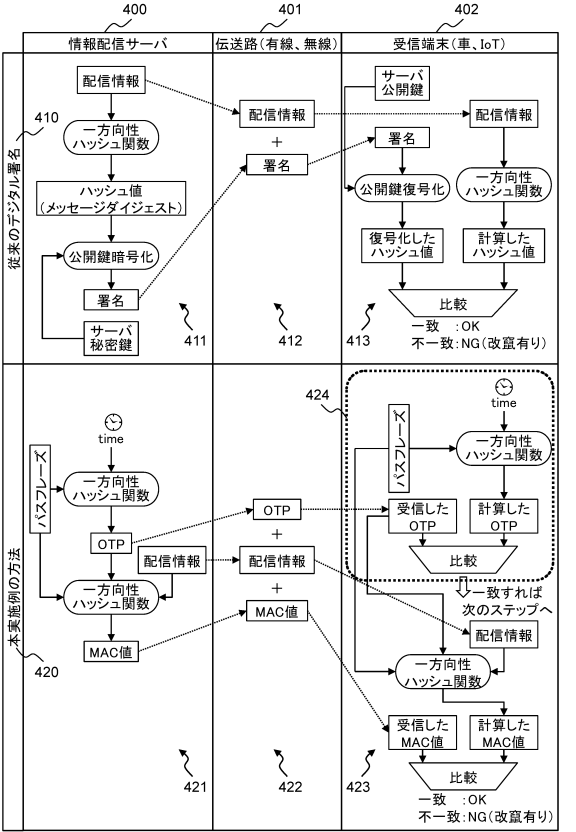 400
401
402
情報配信サーバ
伝送路(有線、無線)
受信端末(車、IoT)
410
従来のデジタル署名
配信情報
一方向性
ハッシュ関数
ハッシュ値
(メッセージダイジェスト)
公開鍵暗号化
署名
サーバ
秘密鍵
411
配信情報
+
署名
412
サーバ
公開鍵
署名
公開鍵復号化
復号化した
ハッシュ値
配信情報
一方向性
ハッシュ関数
計算した
ハッシュ値
比較
一致 :OK
不一致:NG(改竄有り)
413
420
本実施例の方法
time
パスフレーズ
一方向性
ハッシュ関数
OTP
配信情報
一方向性
ハッシュ関数
MAC値
421
OTP
+
配信情報
+
MAC値
422
424
time
パスフレーズ
一方向性
ハッシュ関数
受信した
OTP
計算した
OTP
比較
一致すれば
次のステップへ
配信情報
一方向性
ハッシュ関数
受信した
MAC値
計算した
MAC値
比較
一致 :OK
不一致:NG(改竄有り)
423